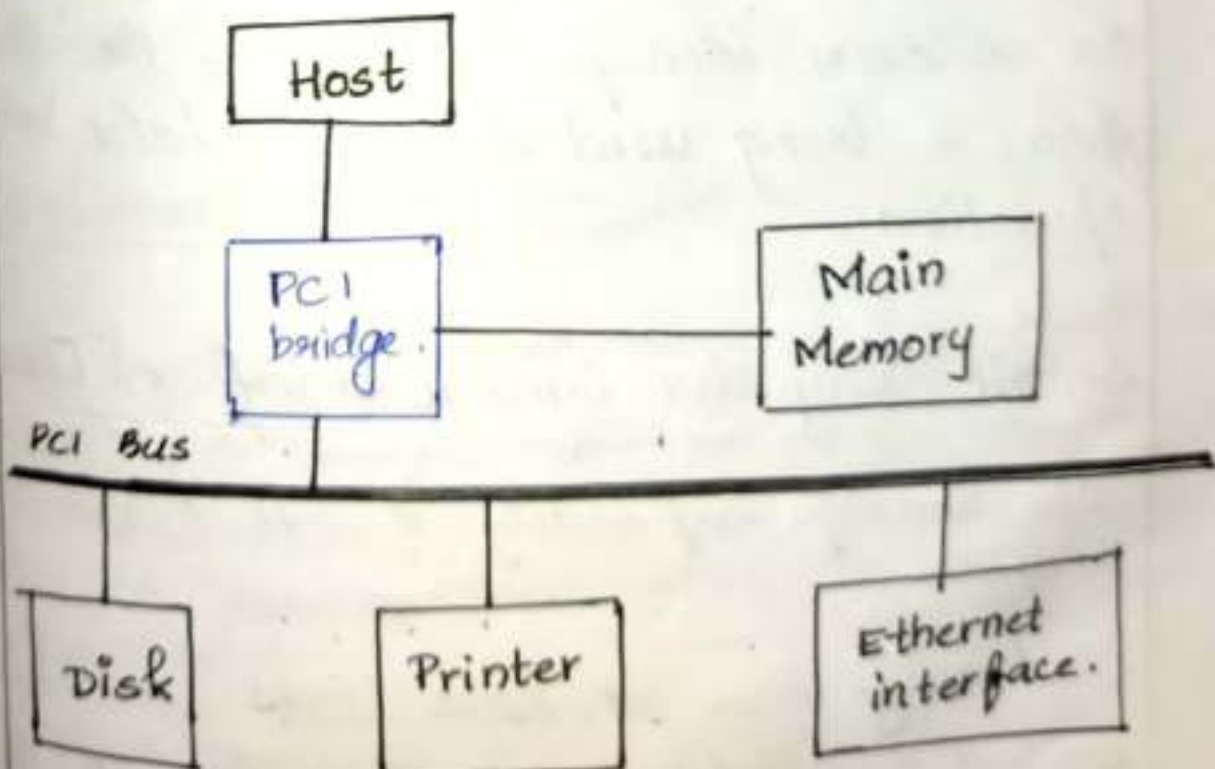 Host
PCI
bridge.
Main
Memory
PCI Bus
Disk
Printer
Ethernet
interface.